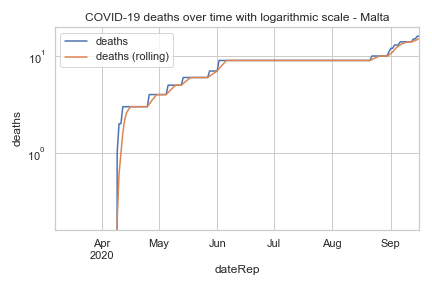 COVID-19 deaths over time with logarithmic scale - Malta
deaths
deaths (rolling)
10¹
10⁰
deaths
Apr
2020
May
Jun
Jul
Aug
Sep
dateRep